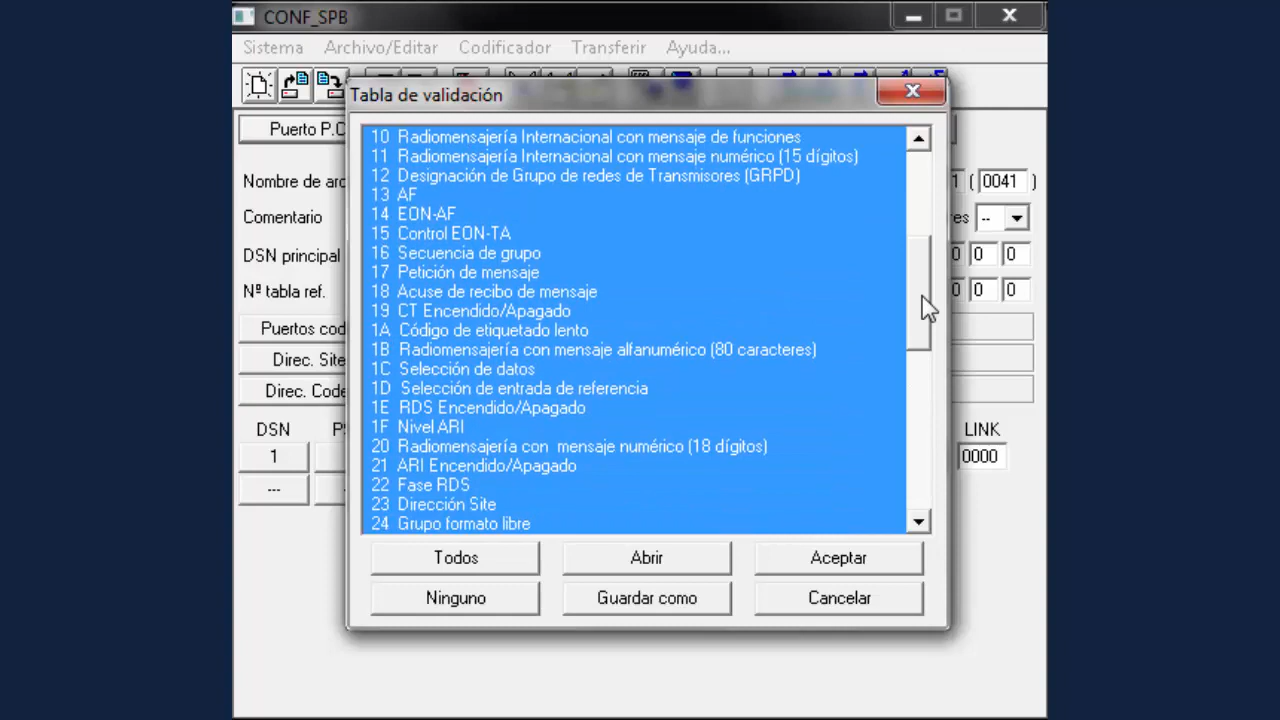 CONF_SPB
Sistema Archivo/Editar Codificador Transferir Ayuda...
Tabla de validación
Puerto P.C
Nombre de arc
1 ( 0041 )
Comentario
res --
DSN principal
0 0 0
Nº tabla ref.
0 0 0
Puertos cod
Direc. Site
Direc. Code
DSN
LINK
1
0000
---
10 Radiomensajería Internacional con mensaje de funciones
11 Radiomensajería Internacional con mensaje numérico (15 dígitos)
12 Designación de Grupo de redes de Transmisores (GRPD)
13 AF
14 EON-AF
15 Control EON-TA
16 Secuencia de grupo
17 Petición de mensaje
18 Acuse de recibo de mensaje
19 CT Encendido/Apagado
1A Código de etiquetado lento
1B Radiomensajería con mensaje alfanumérico (80 caracteres)
1C Selección de datos
1D Selección de entrada de referencia
1E RDS Encendido/Apagado
1F Nivel ARI
20 Radiomensajería con mensaje numérico (18 dígitos)
21 ARI Encendido/Apagado
22 Fase RDS
23 Dirección Site
24 Grupo formato libre
Todos Abrir Aceptar
Ninguno Guardar como Cancelar